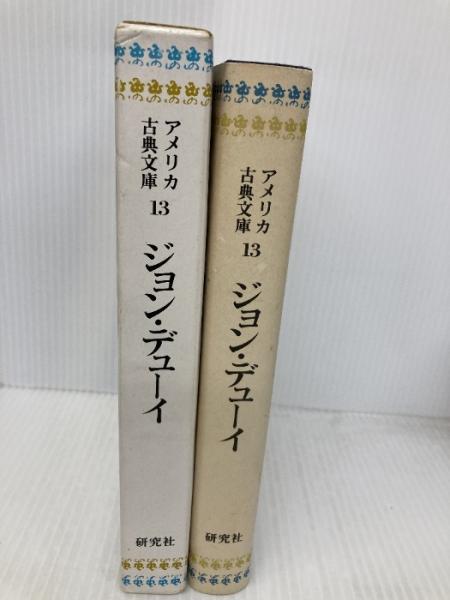 アメリカ
古典文庫
13
ジョン・デューイ
研究社
アメリカ
古典文庫
13
ジョン・デューイ
研究社